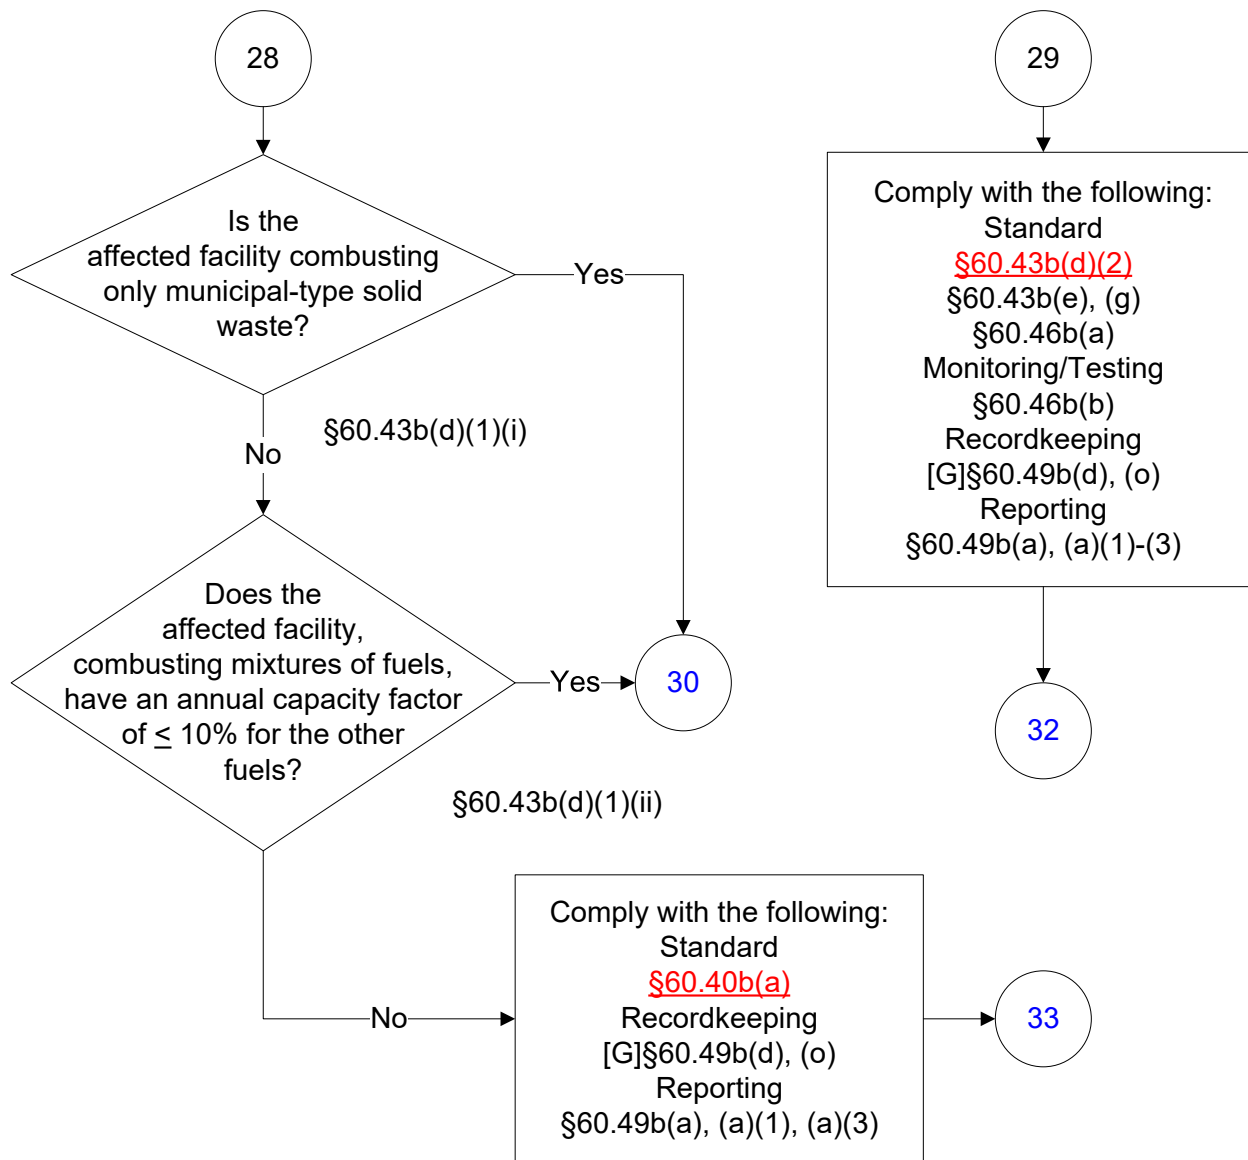 28
Is the
affected facility combusting
only municipal-type solid
waste?
Yes
No
§60.43b(d)(1)(i)
Does the
affected facility,
combusting mixtures of fuels,
have an annual capacity factor
of ≤ 10% for the other
fuels?
Yes
30
§60.43b(d)(1)(ii)
No
Comply with the following:
Standard
§60.40b(a)
Recordkeeping
[G]§60.49b(d), (o)
Reporting
§60.49b(a), (a)(1), (a)(3)
33
29
Comply with the following:
Standard
§60.43b(d)(2)
§60.43b(e), (g)
§60.46b(a)
Monitoring/Testing
§60.46b(b)
Recordkeeping
[G]§60.49b(d), (o)
Reporting
§60.49b(a), (a)(1)-(3)
32